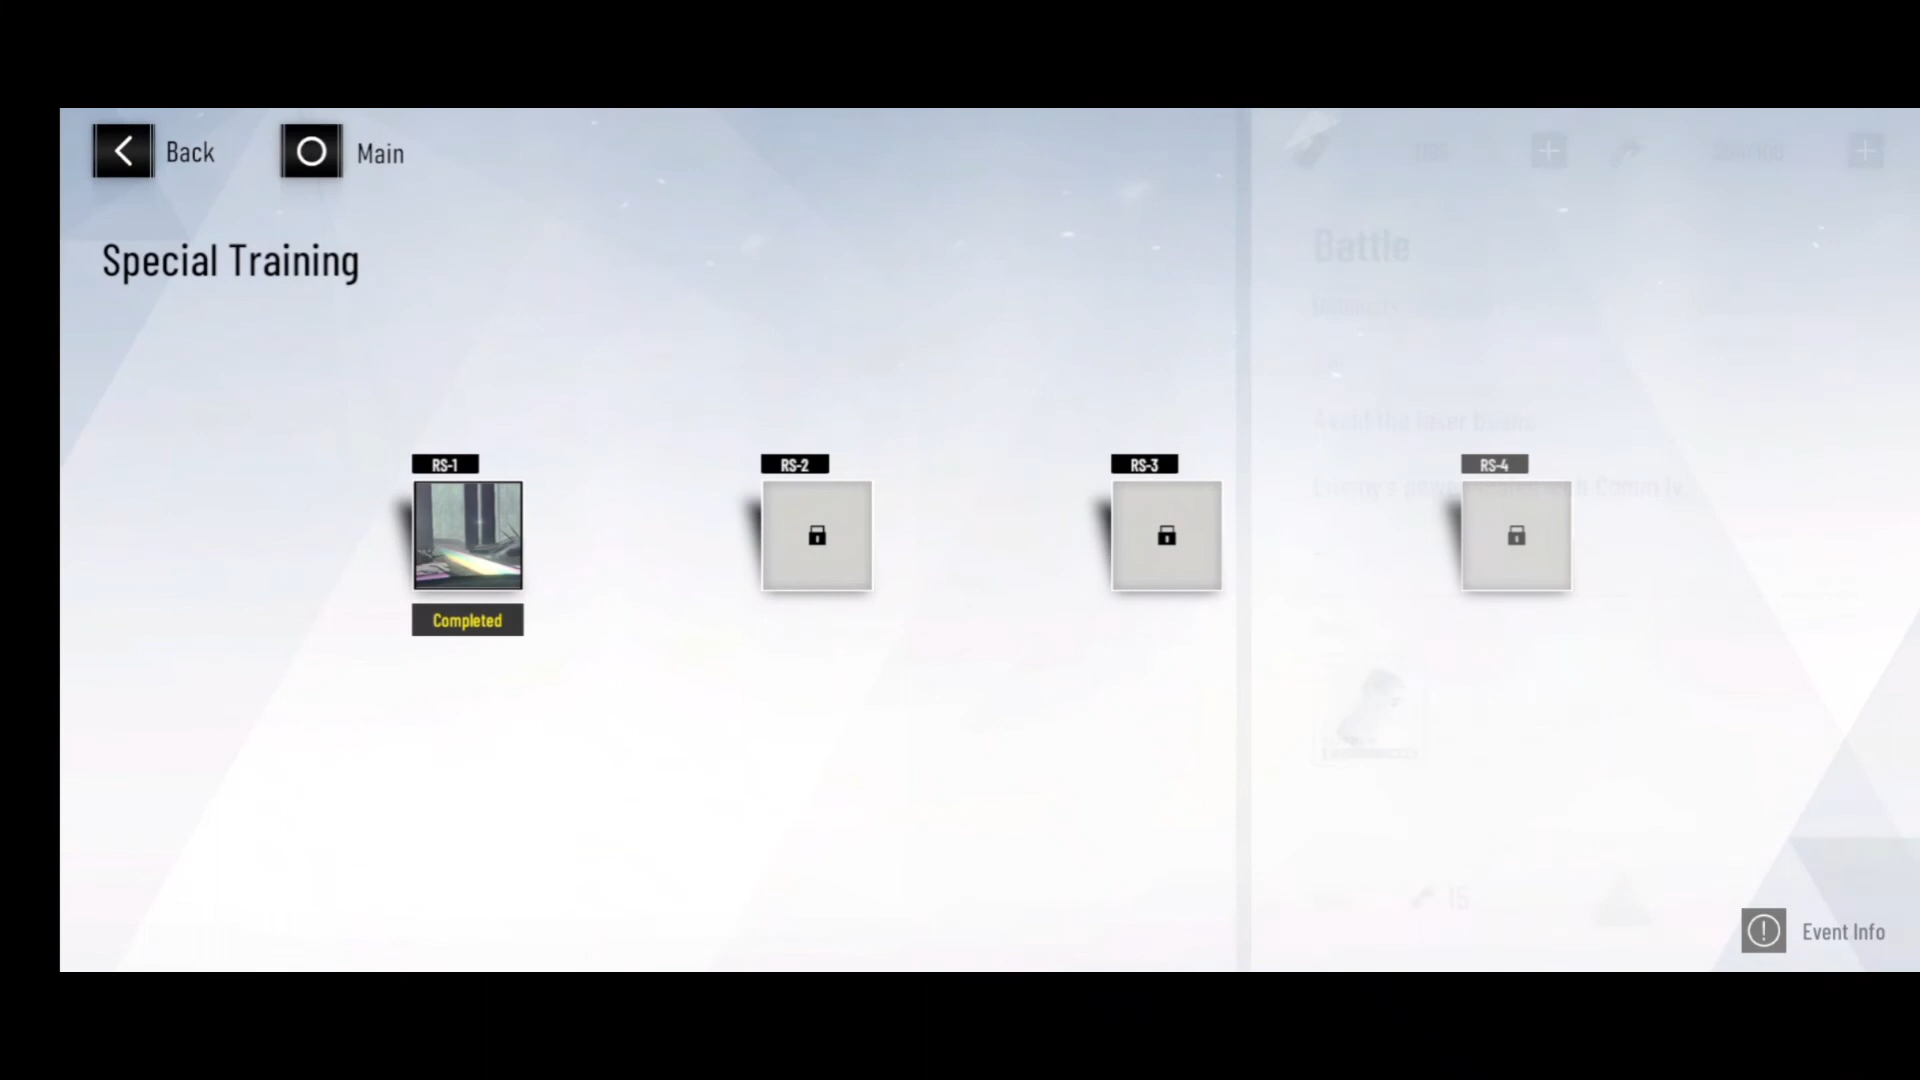 Back
Main
Special Training
Battle
Avoid the laser beams
RS-1
RS-2
RS-3
RS-4
Completed
15
Event Info